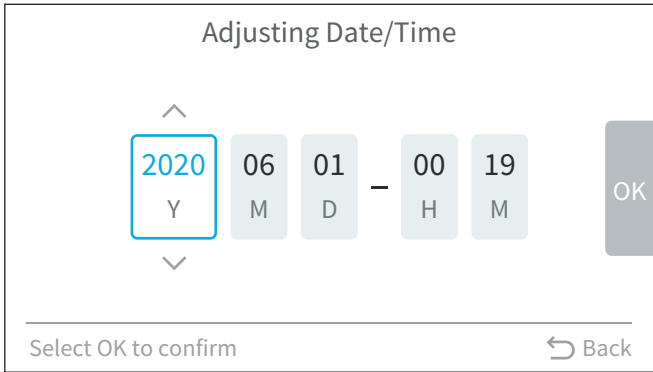 Adjusting Date/Time
2020 06 01 – 00 19
Y M D H M
OK
Select OK to confirm Back